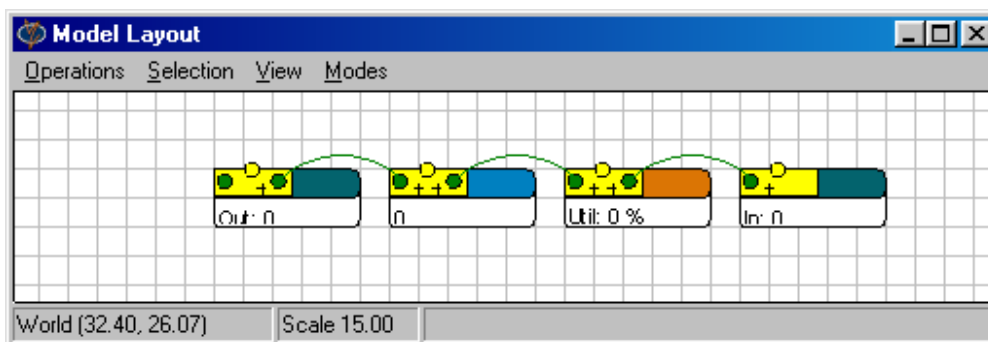 Model Layout
Operations Selection View Modes
Out: 0
0
Util: 0 %
In: 0
World (32.40, 26.07) Scale 15.00